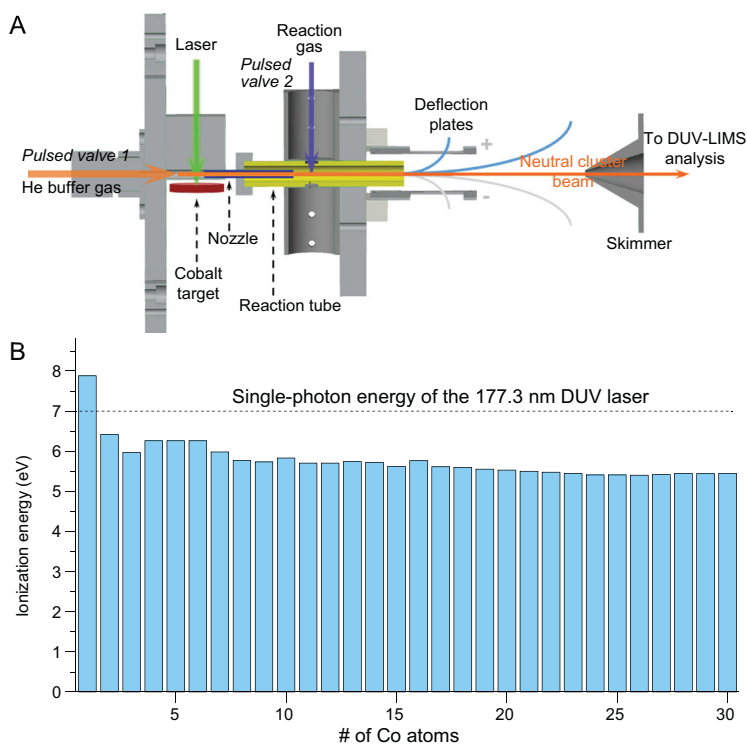 A
Laser
Reaction
gas
Pulsed
valve 2
Deflection
plates
+
To DUV-LIMS
analysis
Pulsed valve 1
He buffer gas
Neutral cluster
beam
-
Nozzle
Skimmer
Cobalt
target
Reaction tube
B
Single-photon energy of the 177.3 nm DUV laser
Ionization energy (eV)
8
7
6
5
4
3
2
1
0
5
10
15
20
25
30
# of Co atoms